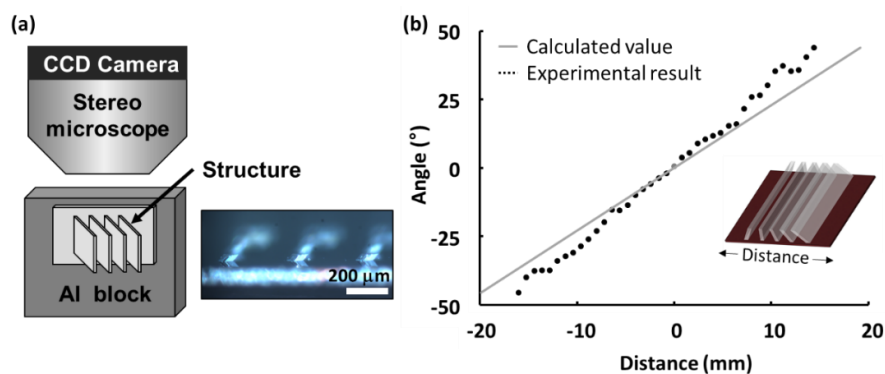 (a)
CCD Camera
Stereo
microscope
Structure
Al block
200 μm
(b)
50
25
0
-25
-50
Angle (°)
Calculated value
Experimental result
Distance
-20
-10
0
10
20
Distance (mm)